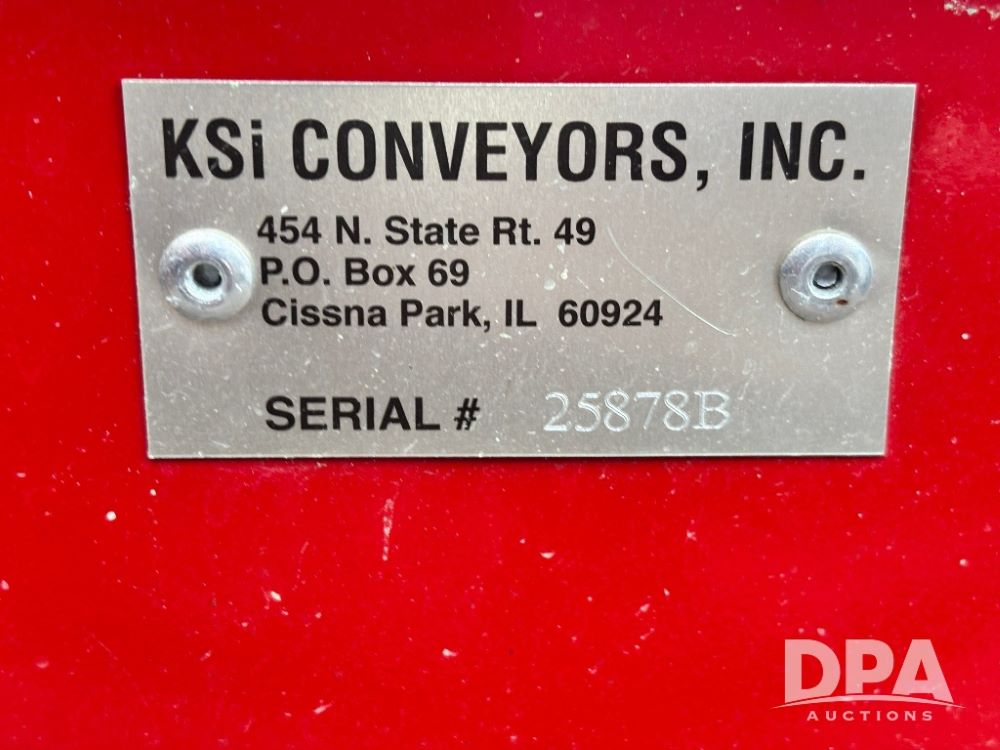 KSi CONVEYORS, INC.
454 N. State Rt. 49
P.O. Box 69
Cissna Park, IL 60924
SERIAL # 25878B
DPA
AUCTIONS